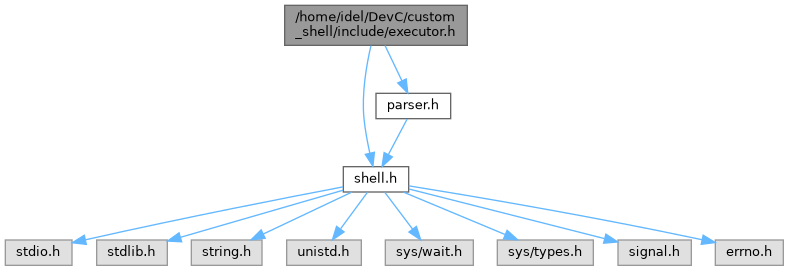 /home/idel/DevC/custom
_shell/include/executor.h
parser.h
shell.h
stdio.h
stdlib.h
string.h
unistd.h
sys/wait.h
sys/types.h
signal.h
errno.h